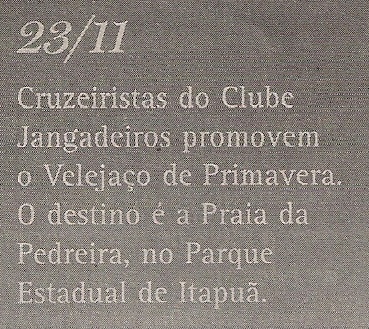 23/11
Cruzeiristas do Clube
Jangadeiros promovem
o Velejaço de Primavera.
O destino é a Praia da
Pedreira, no Parque
Estadual de Itapuã.